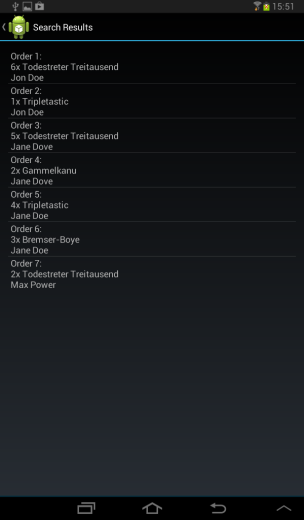 15:51
Search Results
Order 1:
6x Todestreter Treitausend
Jon Doe
Order 2:
1x Tripletastic
Jon Doe
Order 3:
5x Todestreter Treitausend
Jane Dove
Order 4:
2x Gammelkanu
Jane Dove
Order 5:
4x Tripletastic
Jane Doe
Order 6:
3x Bremser-Boye
Jane Doe
Order 7:
2x Todestreter Treitausend
Max Power